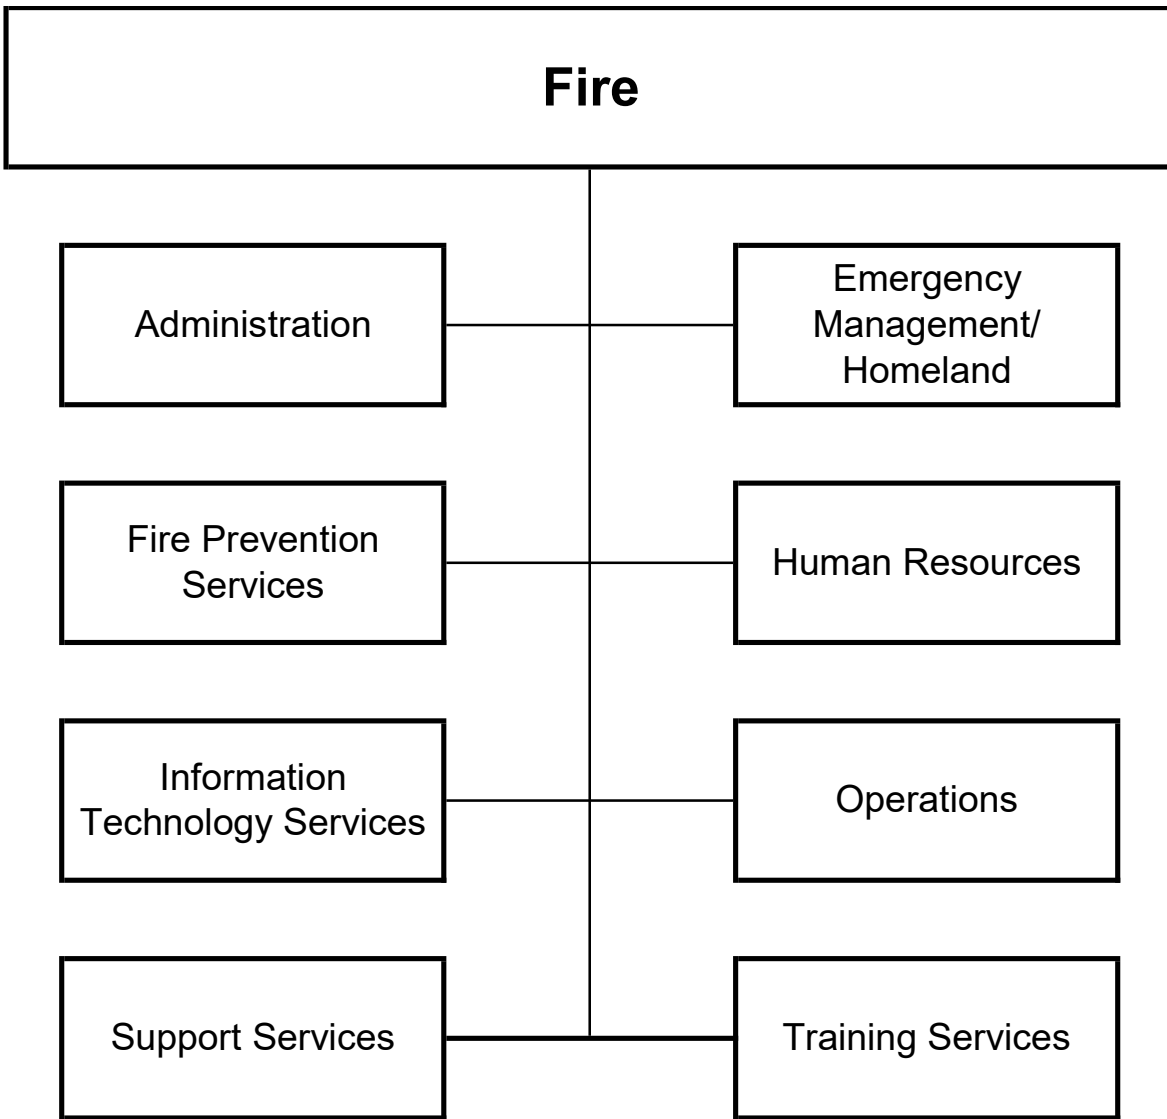 Fire
Administration
Emergency
Management/
Homeland
Fire Prevention
Services
Human Resources
Information
Technology Services
Operations
Support Services
Training Services